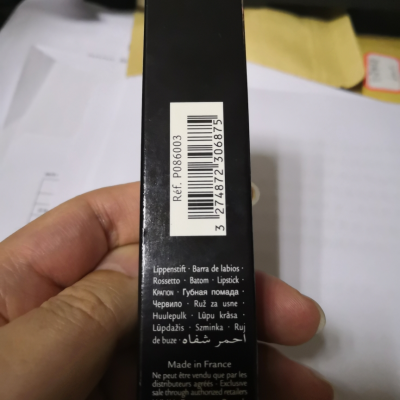 Réf. P086003
3 274872 306875
Lippenstift · Barra de labios ·
Rossetto · Batom · Lipstick ·
Κραγιον · Губная помада ·
Червило · Ruž za usne ·
Huulepulk · Lūpu krāsa ·
Lūpdažis · Szminka · Ruj
de buze · أحمر شفاه
Made in France
Ne peut être vendu que par les
distributeurs agréés · Exclusive
sale through authorized retailers